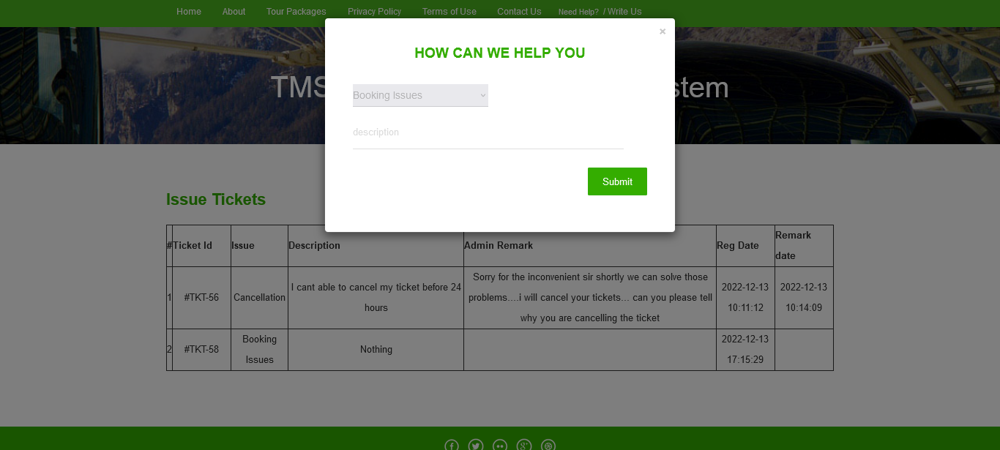 Home About Tour Packages Privacy Policy Terms of Use Contact Us Need Help? / Write Us
×
HOW CAN WE HELP YOU
TMS stem
Booking Issues
description
Submit
Issue Tickets
# Ticket Id Issue Description Admin Remark Reg Date Remark
date
1 #TKT-56 Cancellation I cant able to cancel my ticket before 24
hours
Sorry for the inconvenient sir shortly we can solve those
problems....i will cancel your tickets... can you please tell
why you are cancelling the ticket
2022-12-13
10:11:12
2022-12-13
10:14:09
2 #TKT-58 Booking
Issues
Nothing
2022-12-13
17:15:29